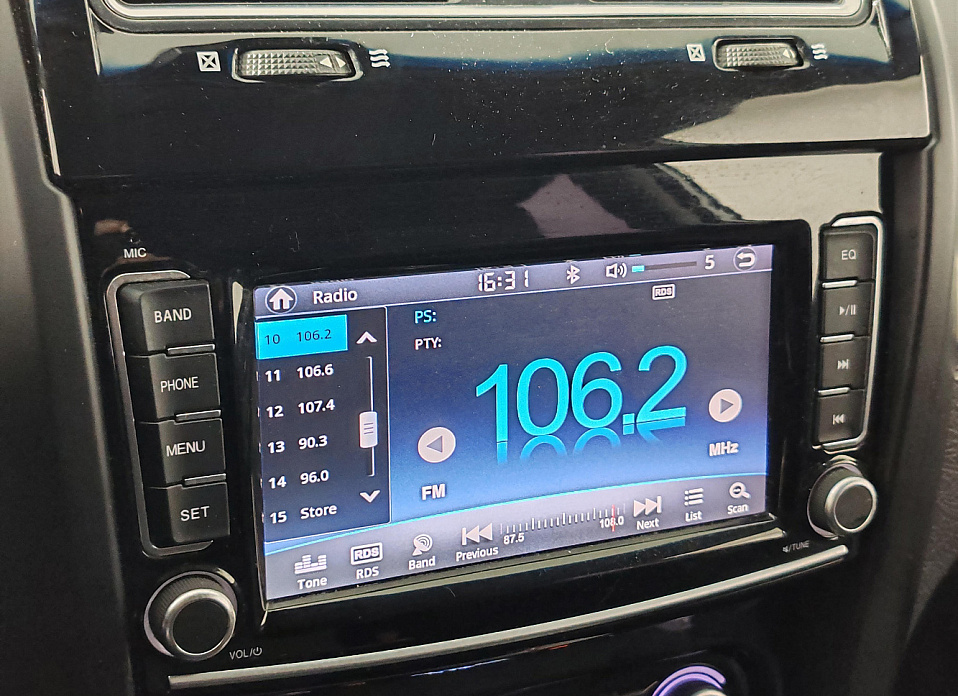 MIC
BAND
PHONE
MENU
SET
VOL/
EQ
/TUNE
Radio
16:31
5
RDS
10 106.2
11 106.6
12 107.4
13 90.3
14 96.0
15 Store
PS:
PTY:
106.2
MHz
FM
87.5
108.0
Tone
RDS
RDS
Band
Previous
Next
List
Scan